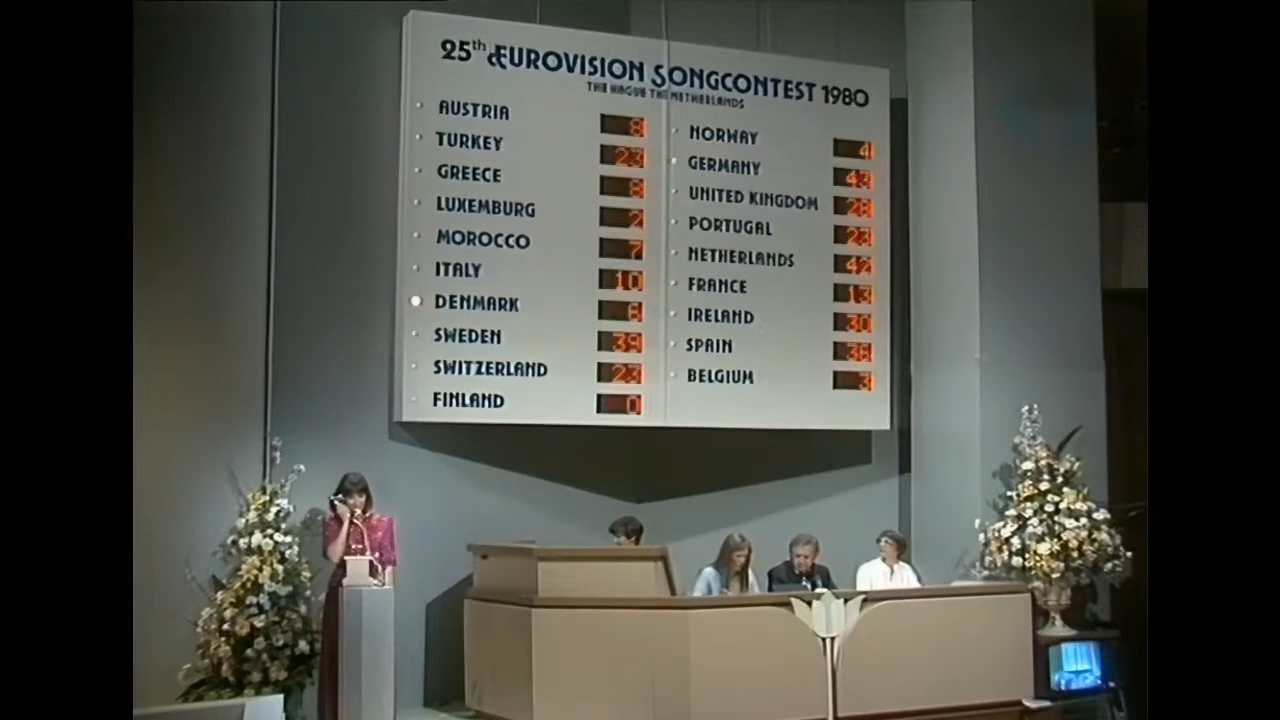 25th EUROVISION SONGCONTEST 1980
THE HAGUE THE NETHERLANDS
AUSTRIA 8
TURKEY 23
GREECE 8
LUXEMBURG 2
MOROCCO 7
ITALY 10
DENMARK 6
SWEDEN 39
SWITZERLAND 23
FINLAND 0
NORWAY 4
GERMANY 43
UNITED KINGDOM 28
PORTUGAL 23
NETHERLANDS 42
FRANCE 13
IRELAND 30
SPAIN 38
BELGIUM 3